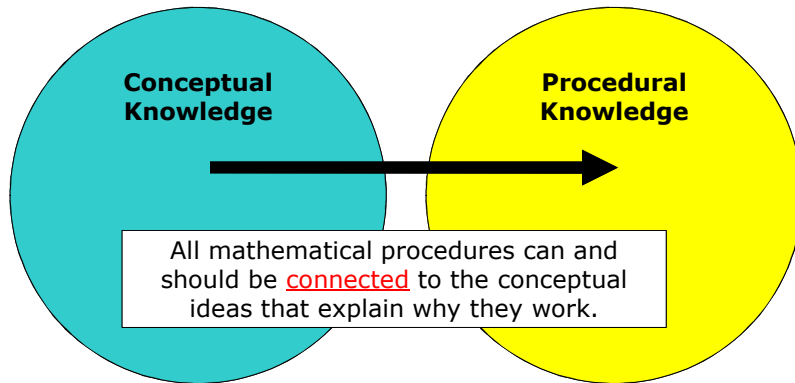 Conceptual
Knowledge
Procedural
Knowledge
All mathematical procedures can and
should be connected to the conceptual
ideas that explain why they work.